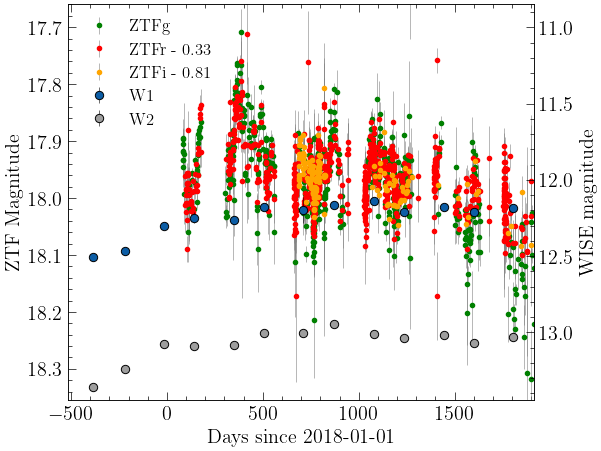 ZTFg
ZTFr - 0.33
ZTFi - 0.81
W1
W2
17.7
17.8
17.9
18.0
18.1
18.2
18.3
ZTF Magnitude
11.0
11.5
12.0
12.5
13.0
WISE magnitude
−500
0
500
1000
1500
Days since 2018-01-01